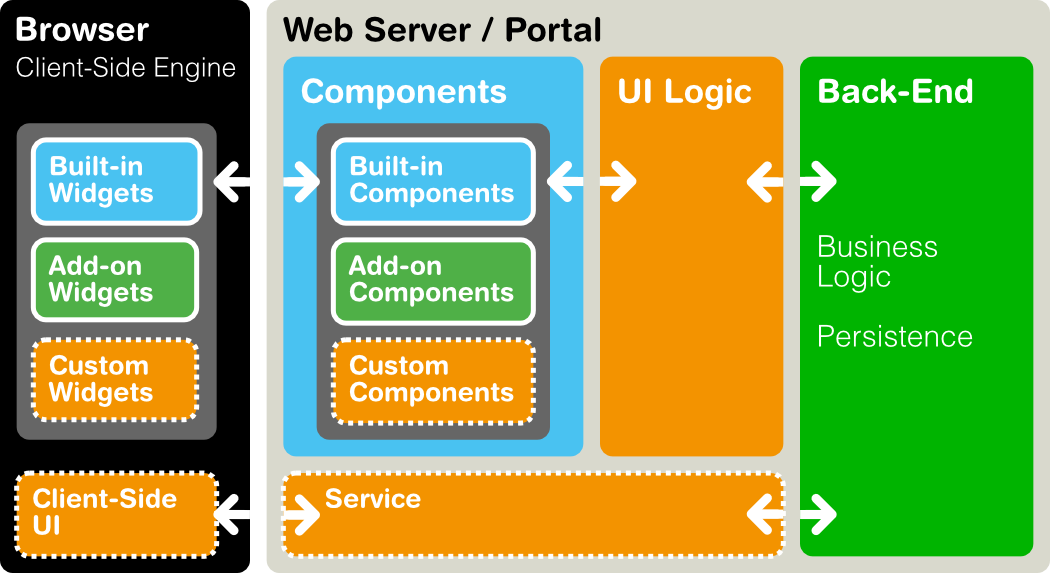 Browser
Client-Side Engine
Built-in
Widgets
Add-on
Widgets
Custom
Widgets
Client-Side
UI
Web Server / Portal
Components
Built-in
Components
Add-on
Components
Custom
Components
UI Logic
Service
Back-End
Business
Logic
Persistence